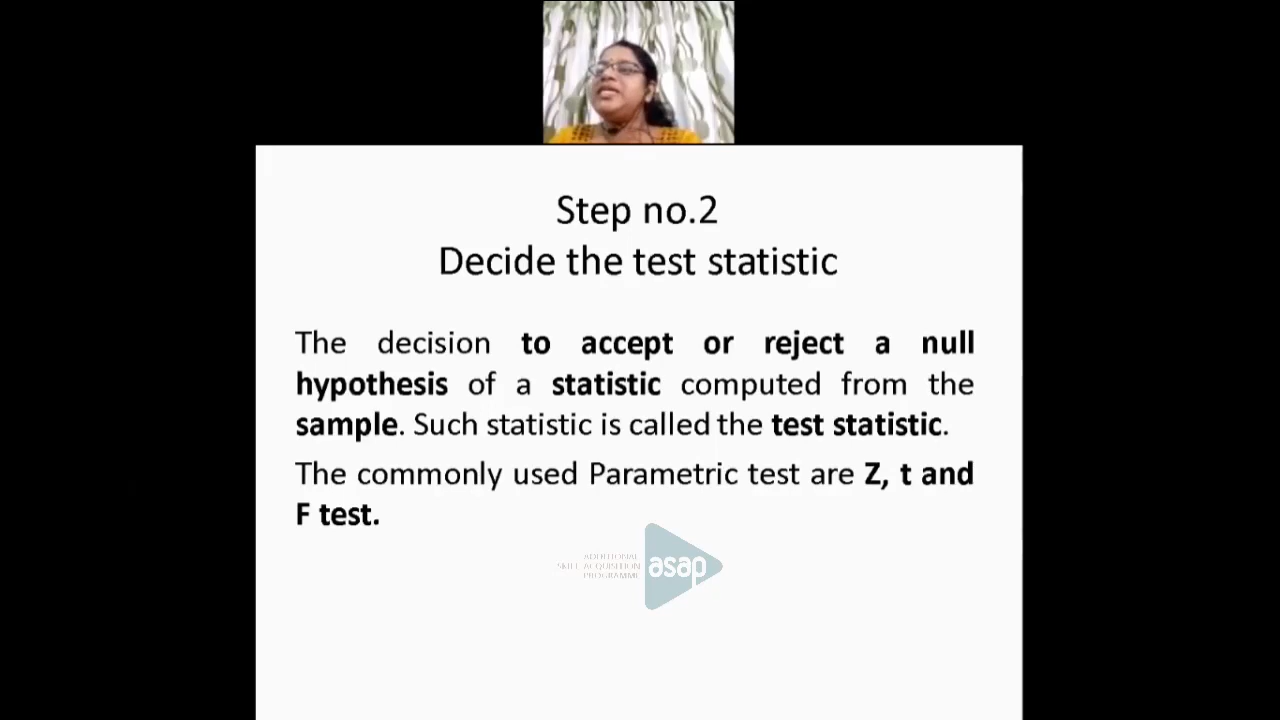 Step no.2
Decide the test statistic
The decision to accept or reject a null
hypothesis of a statistic computed from the
sample. Such statistic is called the test statistic.
The commonly used Parametric test are Z, t and
F test.
ADDITIONAL
SKILL ACQUISITION
PROGRAMME
asap